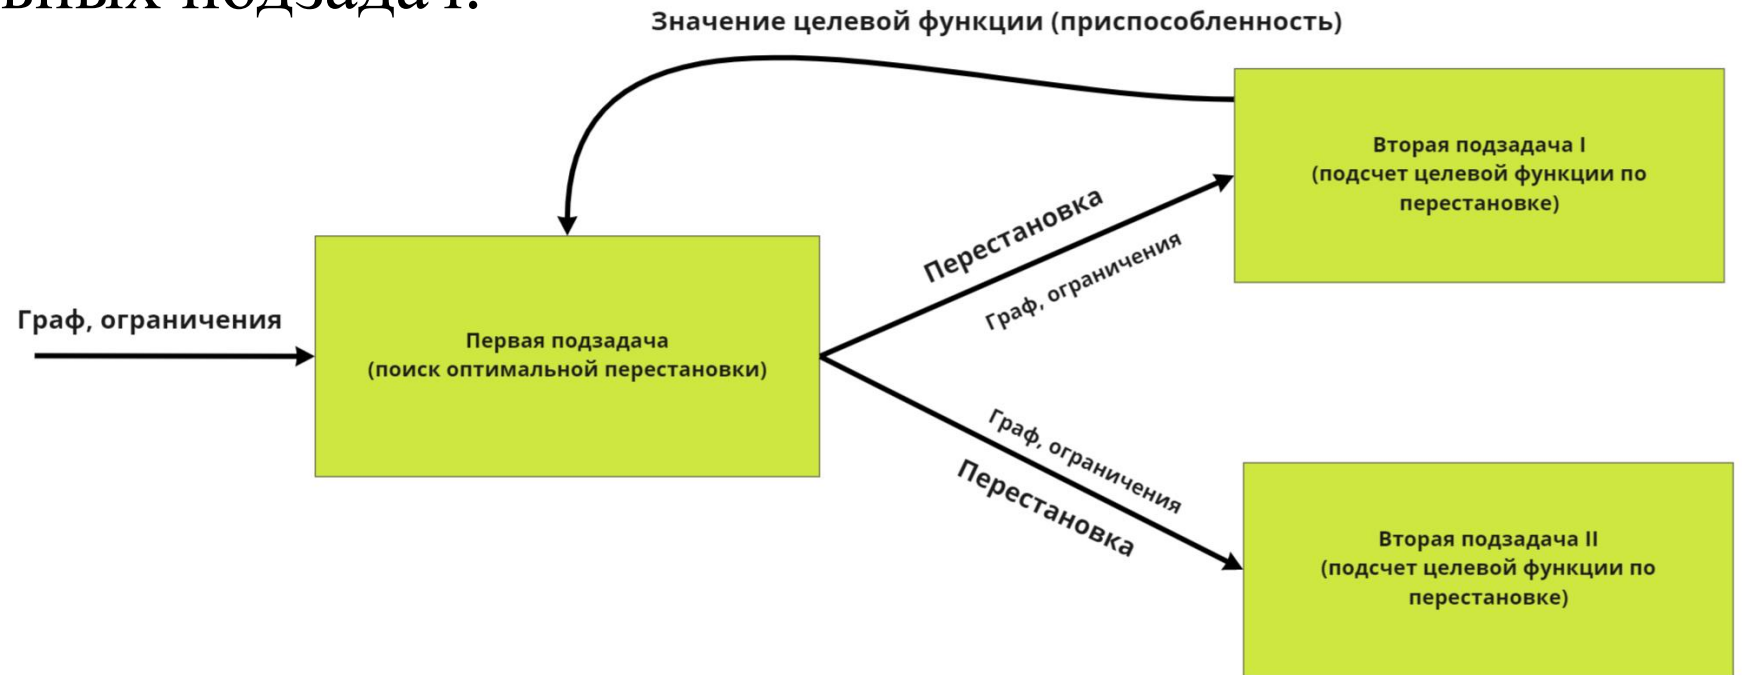 подзадач.
Значение целевой функции (приспособленность)
Вторая подзадача I
(подсчет целевой функции по
перестановке)
Перестановка
Граф, ограничения
Граф, ограничения
Первая подзадача
(поиск оптимальной перестановки)
Граф, ограничения
Перестановка
Вторая подзадача II
(подсчет целевой функции по
перестановке)